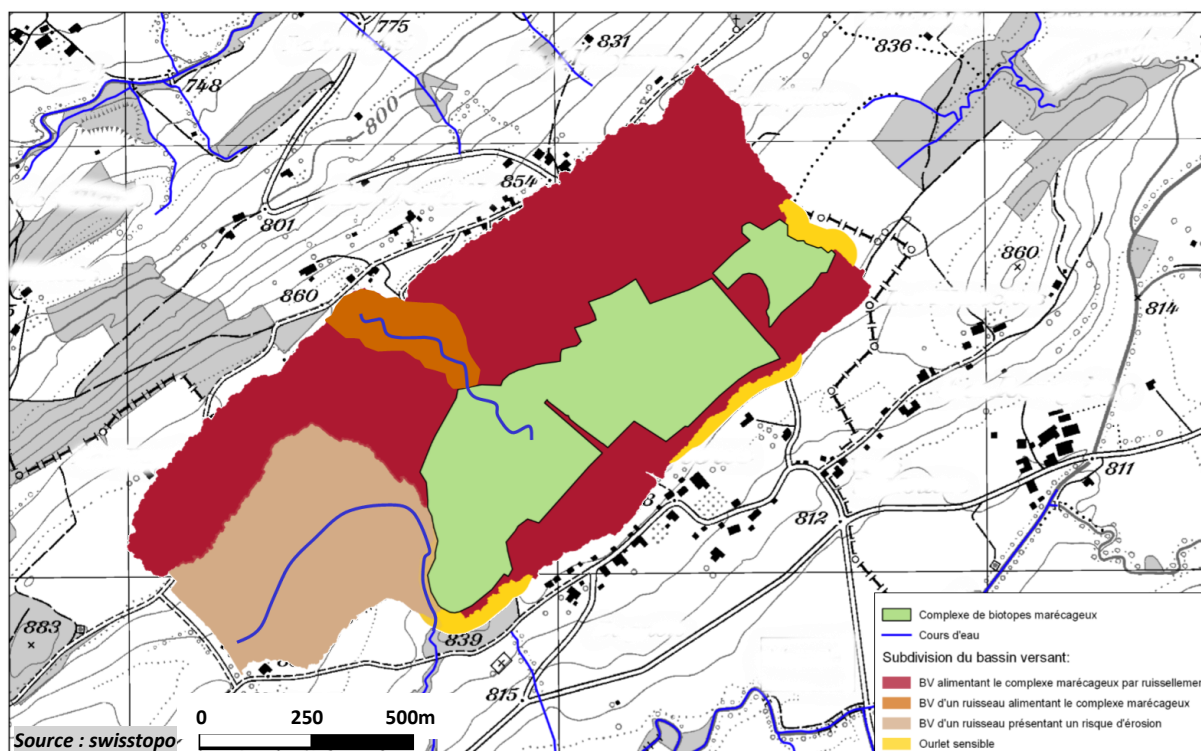 775
831
836
748
800
854
801
860
860
814
811
812
883
839
815
0 250 500m
Source : swisstopo
Complexe de biotopes marécageux
Cours d'eau
Subdivision du bassin versant:
BV alimentant le complexe marécageux par ruissellement
BV d'un ruisseau alimentant le complexe marécageux
BV d'un ruisseau présentant un risque d'érosion
Ourlet sensible